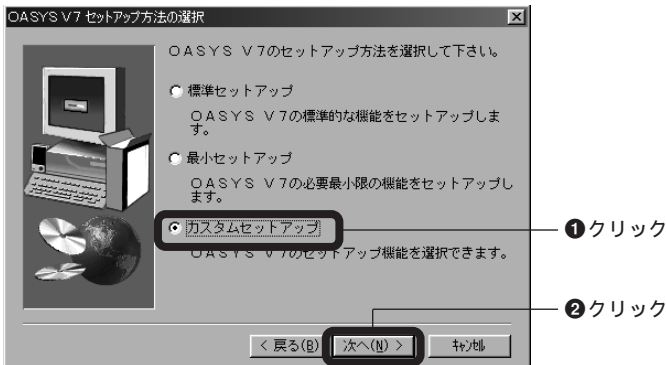 OASYS V7 セットアップ方法の選択
OASYS V7のセットアップ方法を選択して下さい。
標準セットアップ
OASYS V7の標準的な機能をセットアップしま
す。
最小セットアップ
OASYS V7の必要最小限の機能をセットアップし
ます。
カスタムセットアップ
❶クリック
OASYS V7のセットアップ機能を選択できます。
❷クリック
< 戻る(B)
次へ(N) >
キャンセル